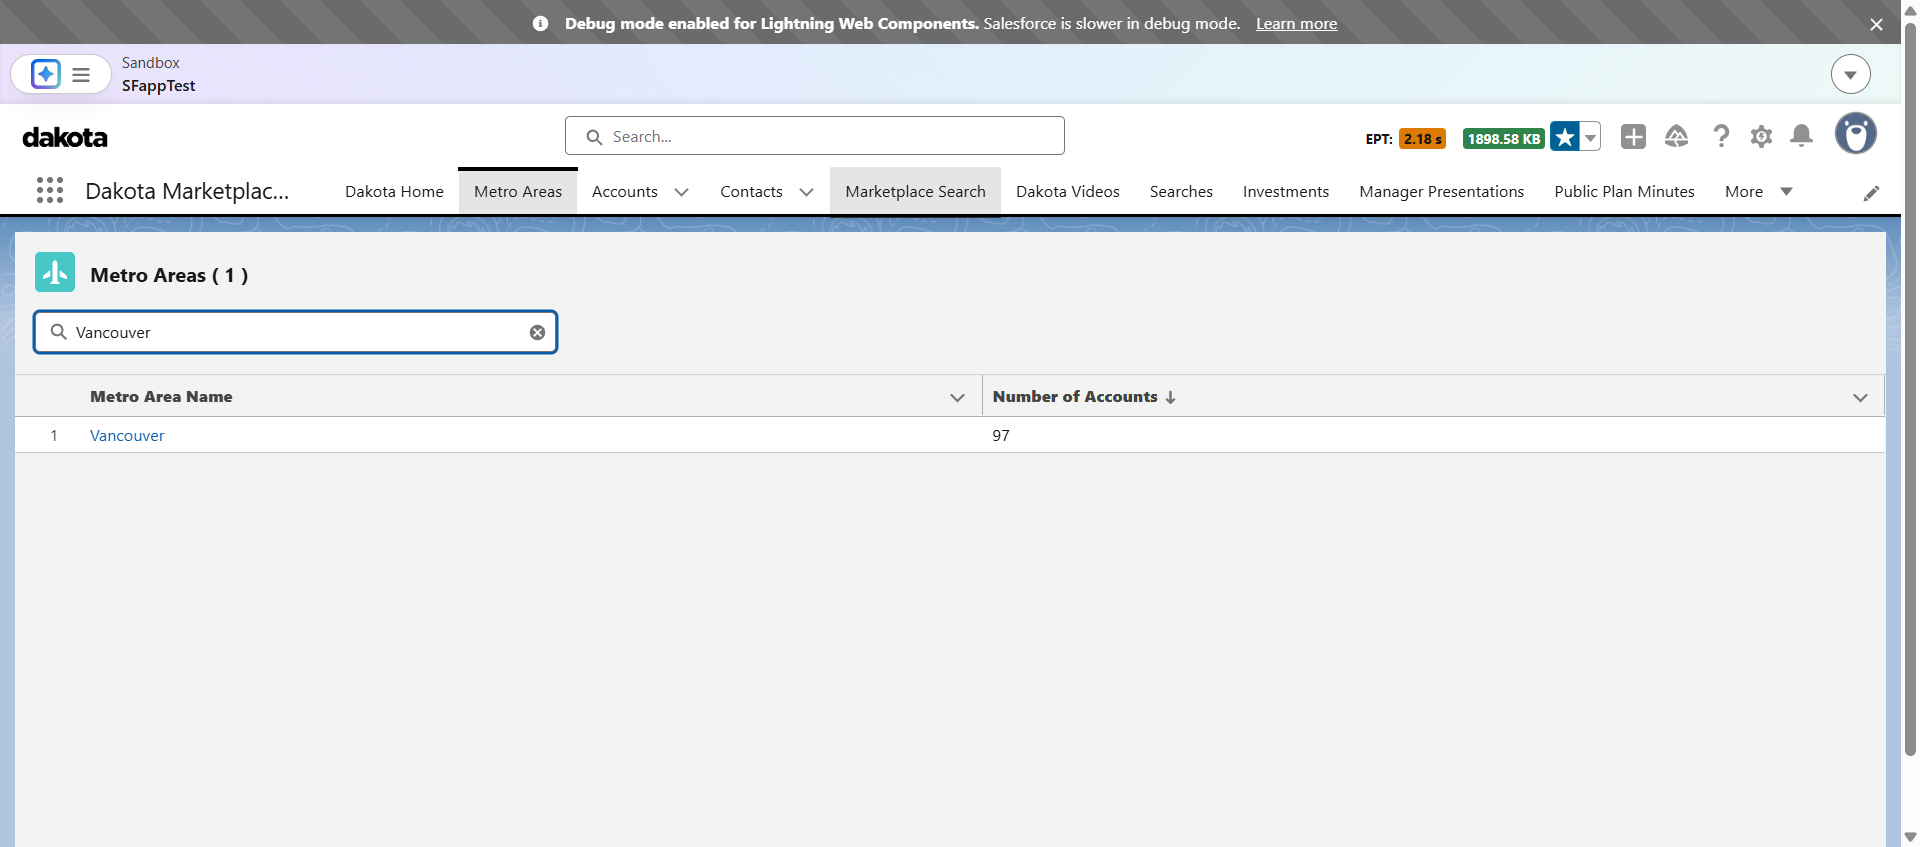 Debug mode enabled for Lightning Web Components. Salesforce is slower in debug mode. Learn more
Sandbox
SFappTest
dakota
Search...
EPT: 2.18 s 1898.58 KB
Dakota Marketplac... Dakota Home Metro Areas Accounts Contacts Marketplace Search Dakota Videos Searches Investments Manager Presentations Public Plan Minutes More
Metro Areas ( 1 )
Vancouver
Metro Area Name Number of Accounts
1 Vancouver 97